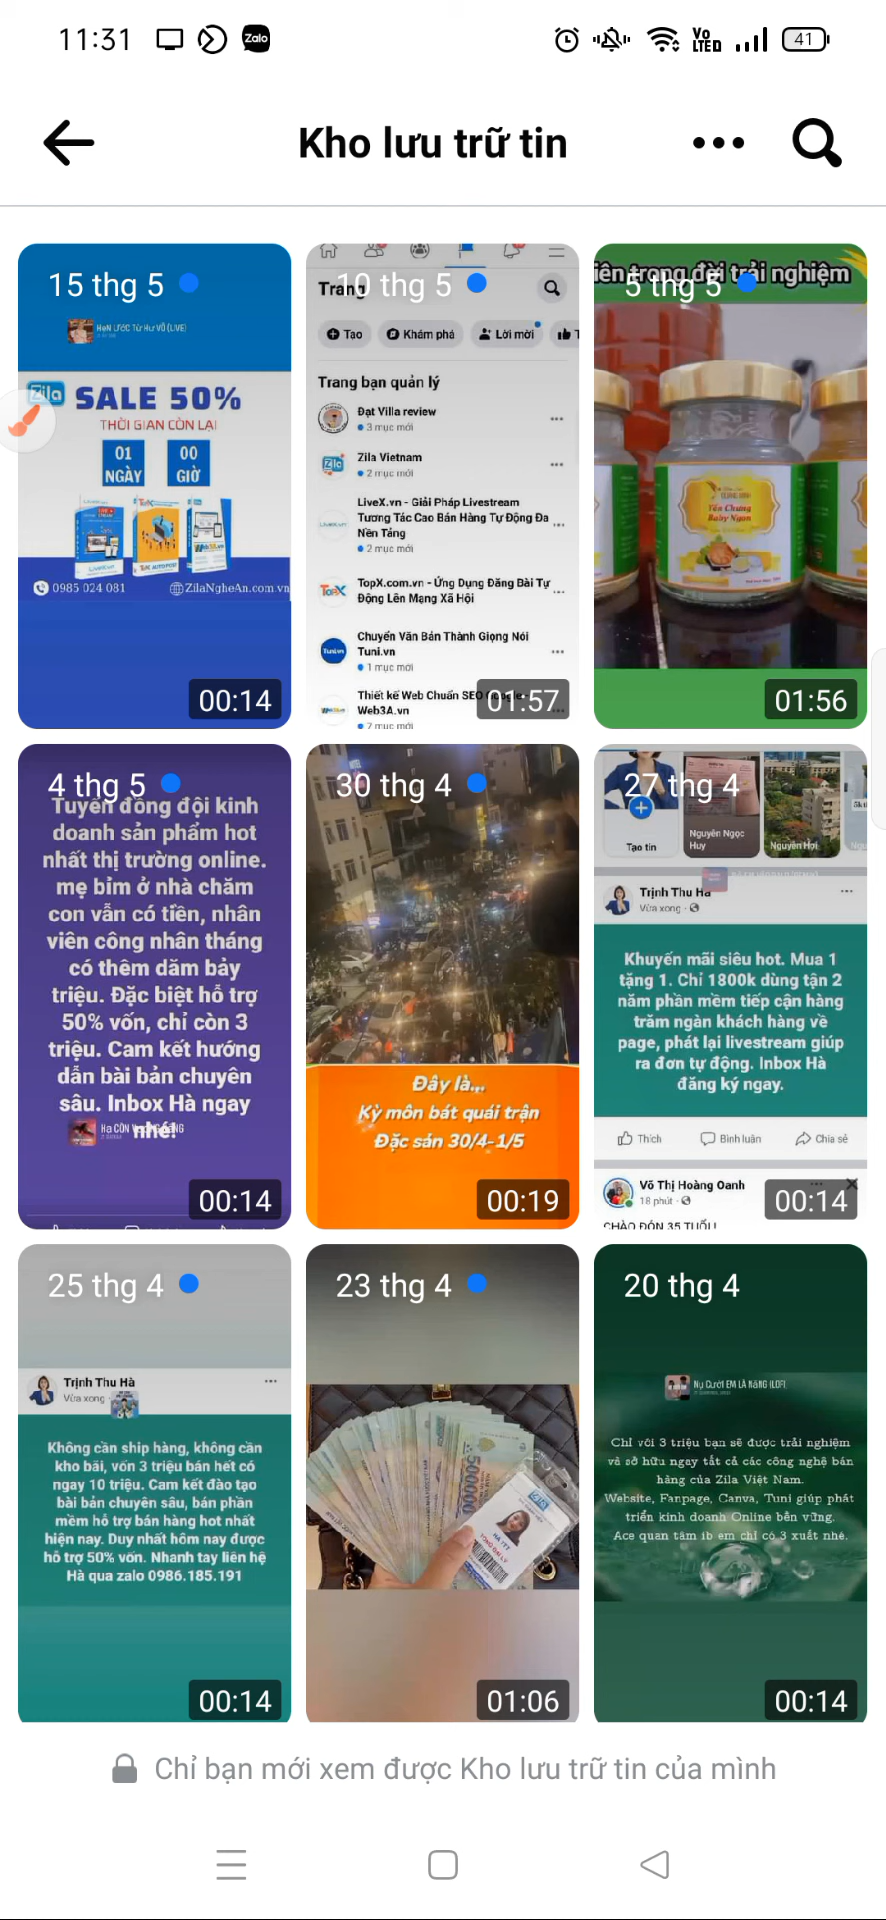 11:31
Zalo
Vo
LTED
41
Kho lưu trữ tin
15 thg 5
HẸN ƯỚC TỪ HƯ VÔ (LIVE)
Zila
SALE 50%
THỜI GIAN CÒN LẠI
01
NGÀY
00
GIỜ
0985 024 081
ZilaNgheAn.com.vn
00:14
10 thg 5
Trang
Tạo
Khám phá
Lời mời
Trang bạn quản lý
Đạt Villa review
3 mục mới
Zila Vietnam
2 mục mới
LiveX.vn - Giải Pháp Livestream
Tương Tác Cao Bán Hàng Tự Động Đa
Nền Tảng
2 mục mới
TopX.com.vn - Ứng Dụng Đăng Bài Tự
Động Lên Mạng Xã Hội
Chuyển Văn Bản Thành Giọng Nói
Tuni.vn
1 mục mới
Thiết kế Web Chuẩn SEO Google -
Web3A.vn
7 mục mới
01:57
5 thg 5
iên trong đời trải nghiệm
Yến Chưng
Baby Ngon
01:56
4 thg 5
Tuyển đồng đội kinh
doanh sản phẩm hot
nhất thị trường online.
mẹ bỉm ở nhà chăm
con vẫn có tiền, nhân
viên công nhân tháng
có thêm dăm bảy
triệu. Đặc biệt hỗ trợ
50% vốn, chỉ còn 3
triệu. Cam kết hướng
dẫn bài bản chuyên
sâu. Inbox Hà ngay
nhé!
00:14
30 thg 4
Đây là...
Kỳ môn bát quái trận
Đặc sản 30/4-1/5
00:19
27 thg 4
Tạo tin
Nguyễn Ngọc
Huy
Nguyễn Hợi
Trịnh Thu Hà
Vừa xong
Khuyến mãi siêu hot. Mua 1
tặng 1. Chỉ 1800k dùng tận 2
năm phần mềm tiếp cận hàng
trăm ngàn khách hàng về
page, phát lại livestream giúp
ra đơn tự động. Inbox Hà
đăng ký ngay.
Thích
Bình luận
Chia sẻ
Võ Thị Hoàng Oanh
18 phút
CHÀO ĐÓN 35 TUỔI!
00:14
25 thg 4
Trịnh Thu Hà
Vừa xong
Không cần ship hàng, không cần
kho bãi, vốn 3 triệu bán hết có
ngay 10 triệu. Cam kết đào tạo
bài bản chuyên sâu, bán phần
mềm hỗ trợ bán hàng hot nhất
hiện nay. Duy nhất hôm nay được
hỗ trợ 50% vốn. Nhanh tay liên hệ
Hà qua zalo 0986.185.191
00:14
23 thg 4
500000
Zila
HÀ TTT
TỔNG ĐẠI LÝ
01:06
20 thg 4
Nụ Cười EM LÀ NẮNG (LOFI
Chỉ với 3 triệu bạn sẽ được trải nghiệm
và sở hữu ngay tất cả các công nghệ bán
hàng của Zila Việt Nam.
Website, Fanpage, Canva, Tuni giúp phát
triển kinh doanh Online bền vững.
Ace quan tâm ib em chỉ có 3 xuất nhé.
00:14
Chỉ bạn mới xem được Kho lưu trữ tin của mình